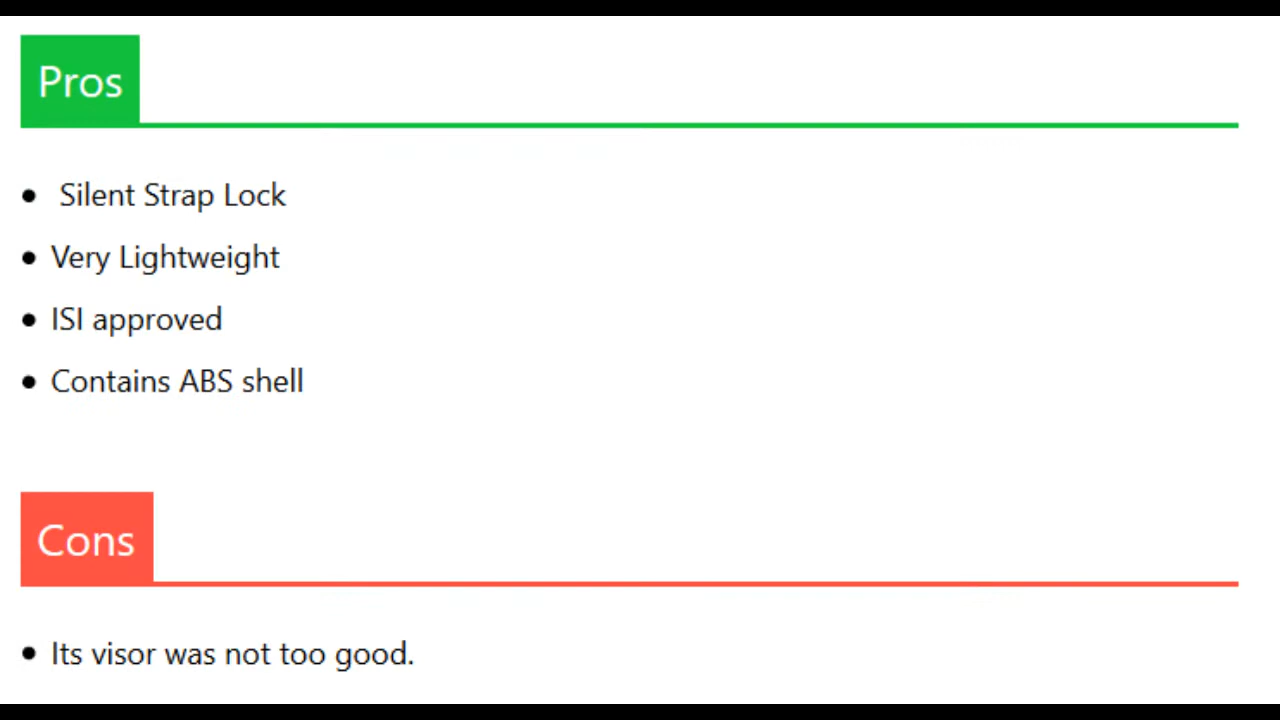 Pros
• Silent Strap Lock
• Very Lightweight
• ISI approved
• Contains ABS shell
Cons
• Its visor was not too good.